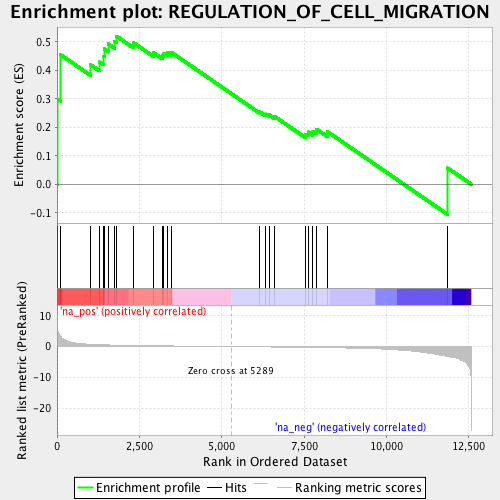 Enrichment plot: REGULATION_OF_CELL_MIGRATION
Enrichment score (ES)
0.5
0.4
0.3
0.2
0.1
0.0
-0.1
'na_pos' (positively correlated)
Ranked list metric (PreRanked)
10
5
0
-5
-10
-20
Zero cross at 5289
'na_neg' (negatively correlated)
0
2,500
5,000
7,500
10,000
12,500
Rank in Ordered Dataset
Enrichment profile
Hits
Ranking metric scores